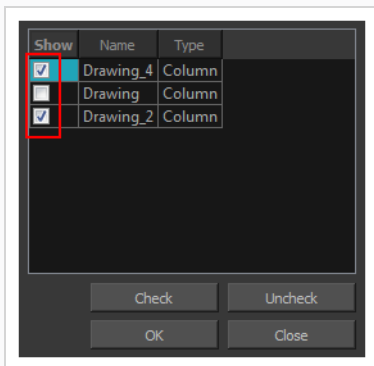 Show Name Type
Drawing_4 Column
Drawing Column
Drawing_2 Column
Check Uncheck
OK Close